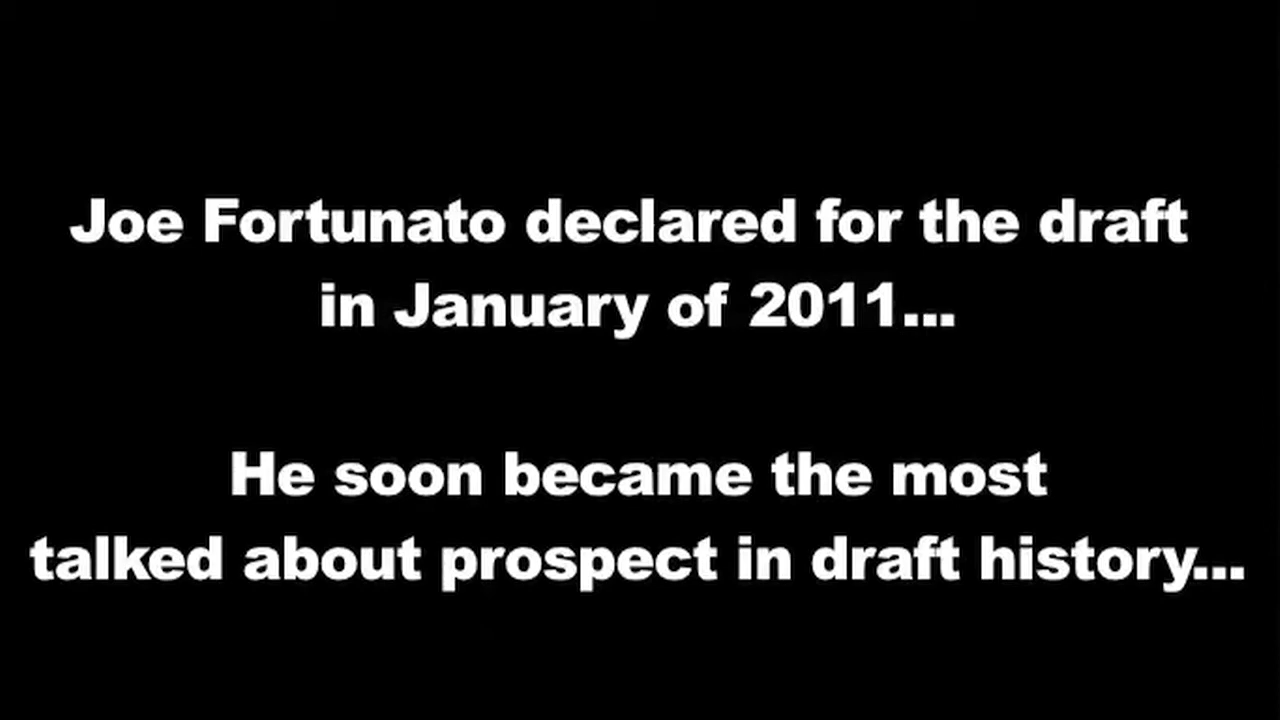 Joe Fortunato declared for the draft
in January of 2011...
He soon became the most
talked about prospect in draft history...